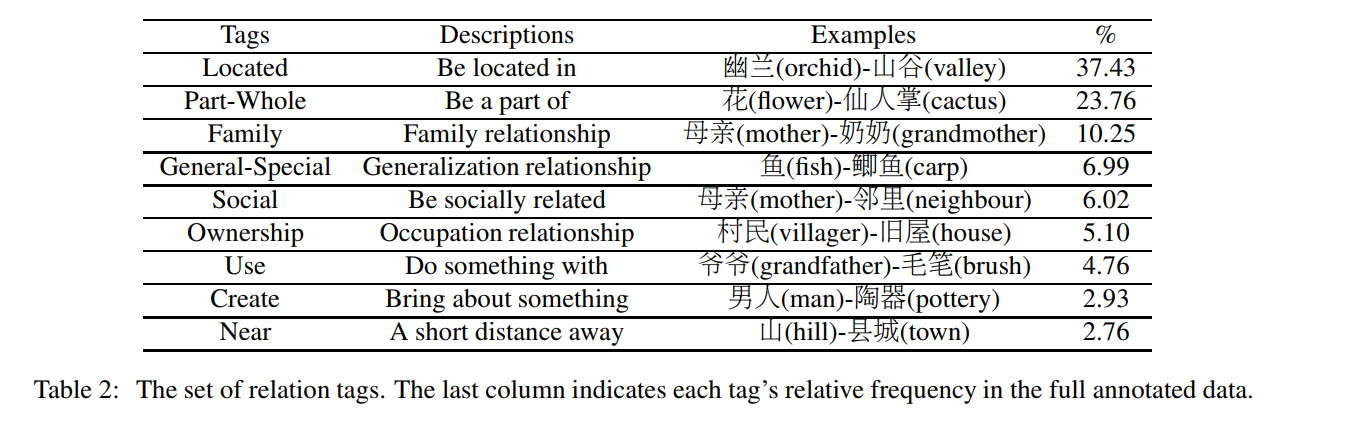 Tags Descriptions Examples %
Located Be located in 幽兰(orchid)-山谷(valley) 37.43
Part-Whole Be a part of 花(flower)-仙人掌(cactus) 23.76
Family Family relationship 母亲(mother)-奶奶(grandmother) 10.25
General-Special Generalization relationship 鱼(fish)-鲫鱼(carp) 6.99
Social Be socially related 母亲(mother)-邻里(neighbour) 6.02
Ownership Occupation relationship 村民(villager)-旧屋(house) 5.10
Use Do something with 爷爷(grandfather)-毛笔(brush) 4.76
Create Bring about something 男人(man)-陶器(pottery) 2.93
Near A short distance away 山(hill)-县城(town) 2.76
Table 2: The set of relation tags. The last column indicates each tag's relative frequency in the full annotated data.